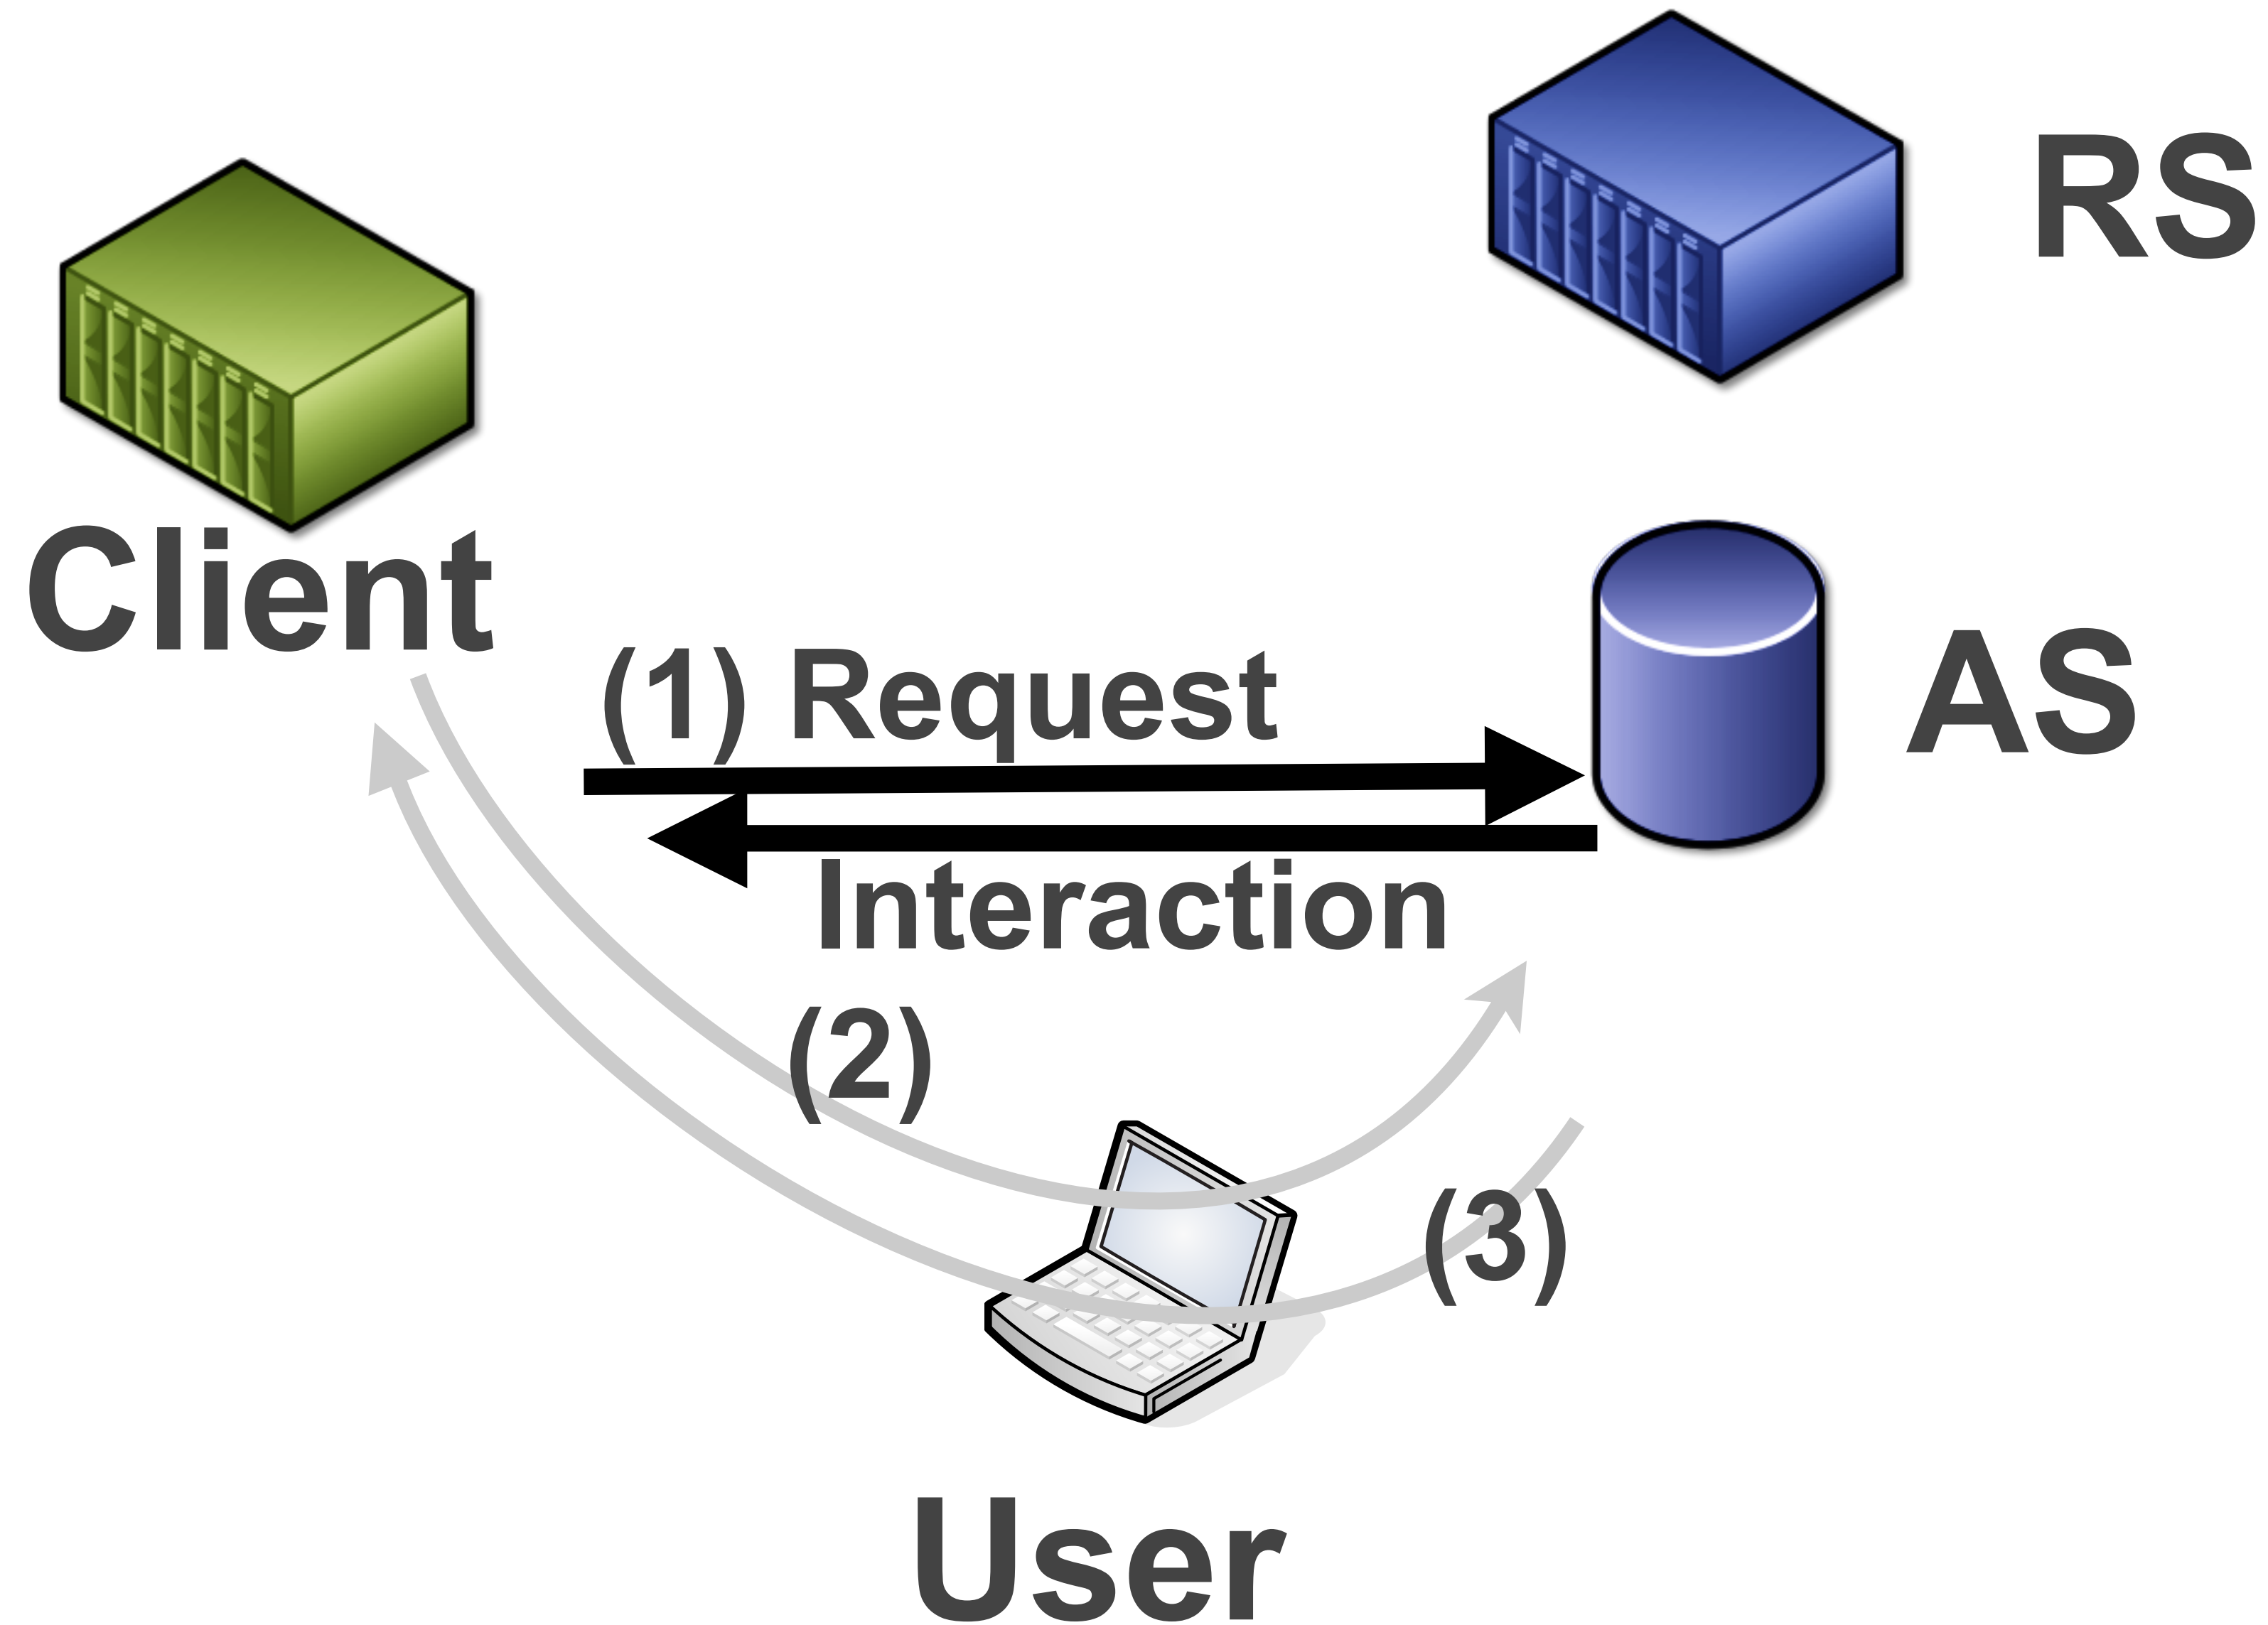 RS
Client
AS
(1) Request
Interaction
(2)
(3)
User